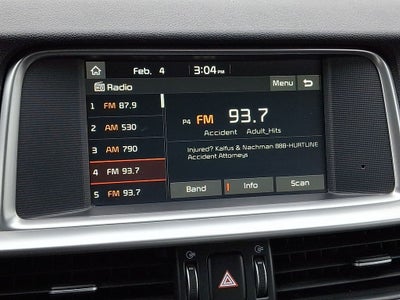 Feb. 4 3:04 PM
Radio Menu
1 FM 87.9
2 AM 530
3 AM 790
4 FM 93.7
5 FM 93.7
P4 FM 93.7
Accident Adult_Hits
Injured? Kalfus & Nachman 888-HURTLINE
Accident Attorneys
Band Info Scan